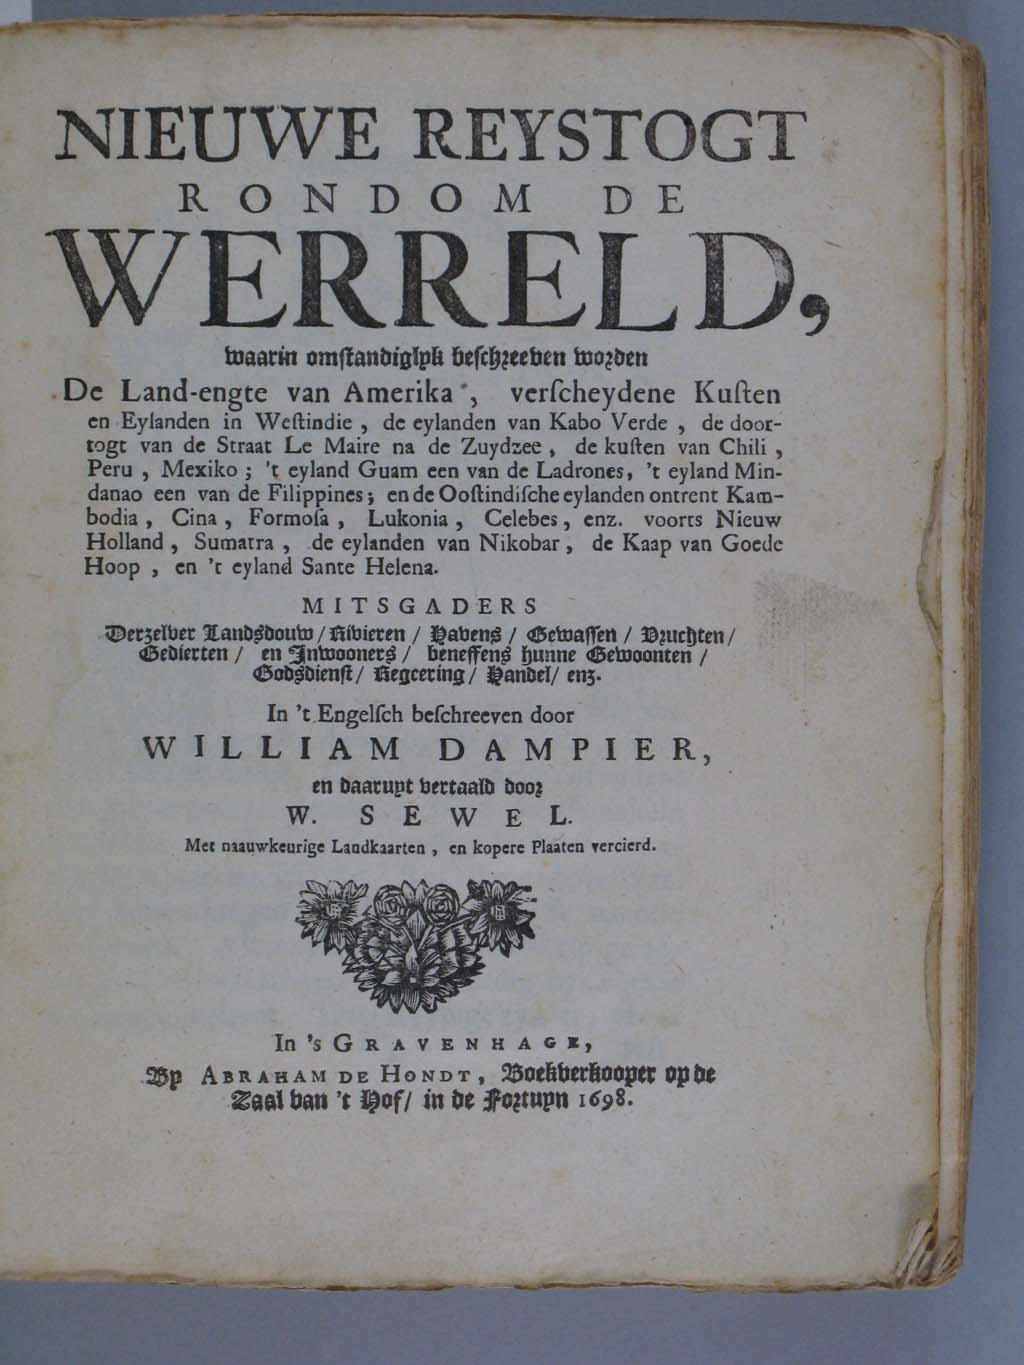 NIEUWE REYSTOGT
RONDOM DE
WERRELD,
waarin omſtandiglyk beſchreeven worden
De Land-engte van Amerika, verſcheydene Kuſten
en Eylanden in Weſtindie, de eylanden van Kabo Verde, de door-
togt van de Straat Le Maire na de Zuydzee, de kuſten van Chili,
Peru, Mexiko; 't eyland Guam een van de Ladrones, 't eyland Min-
danao een van de Filippines; en de Ooſtindiſche eylanden ontrent Kam-
bodia, Cina, Formoſa, Lukonia, Celebes, enz. voorts Nieuw
Holland, Sumatra, de eylanden van Nikobar, de Kaap van Goede
Hoop, en 't eyland Sante Helena.
MITSGADERS
Derzelver Landsdouw / Rivieren / Havens / Gewaſſen / Vruchten /
Gedierten / en Inwooners / beneffens hunne Gewoonten /
Godsdienſt / Regeering / Handel / enz.
In 't Engelſch beſchreeven door
WILLIAM DAMPIER,
en daaruyt vertaald door
W. SEWEL.
Met naauwkeurige Landkaarten, en kopere Plaaten vercierd.
In 's GRAVENHAGE,
By ABRAHAM DE HONDT, Boekverkooper op de
Zaal van 't Hof / in de Fortuyn 1698.